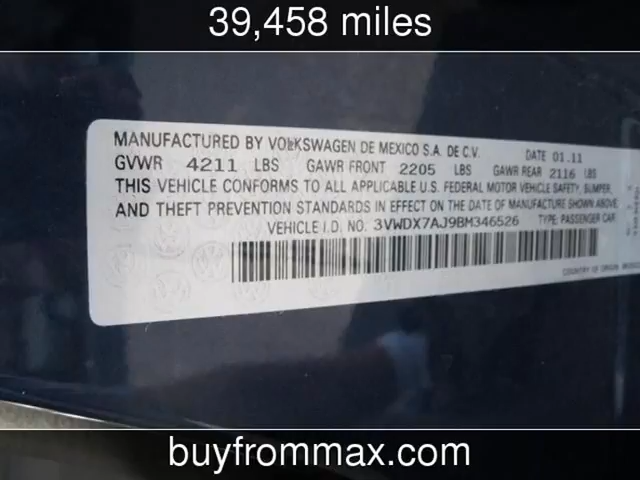 39,458 miles
MANUFACTURED BY VOLKSWAGEN DE MEXICO S.A. DE C.V. DATE 01.11
GVWR 4211 LBS GAWR FRONT 2205 LBS GAWR REAR 2116 LBS
THIS VEHICLE CONFORMS TO ALL APPLICABLE U.S. FEDERAL MOTOR VEHICLE SAFETY, BUMPER,
AND THEFT PREVENTION STANDARDS IN EFFECT ON THE DATE OF MANUFACTURE SHOWN ABOVE.
VEHICLE I.D. NO. 3VWDX7AJ9BM346526 TYPE: PASSENGER CAR
COUNTRY OF ORIGIN: MEXICO
buyfrommax.com